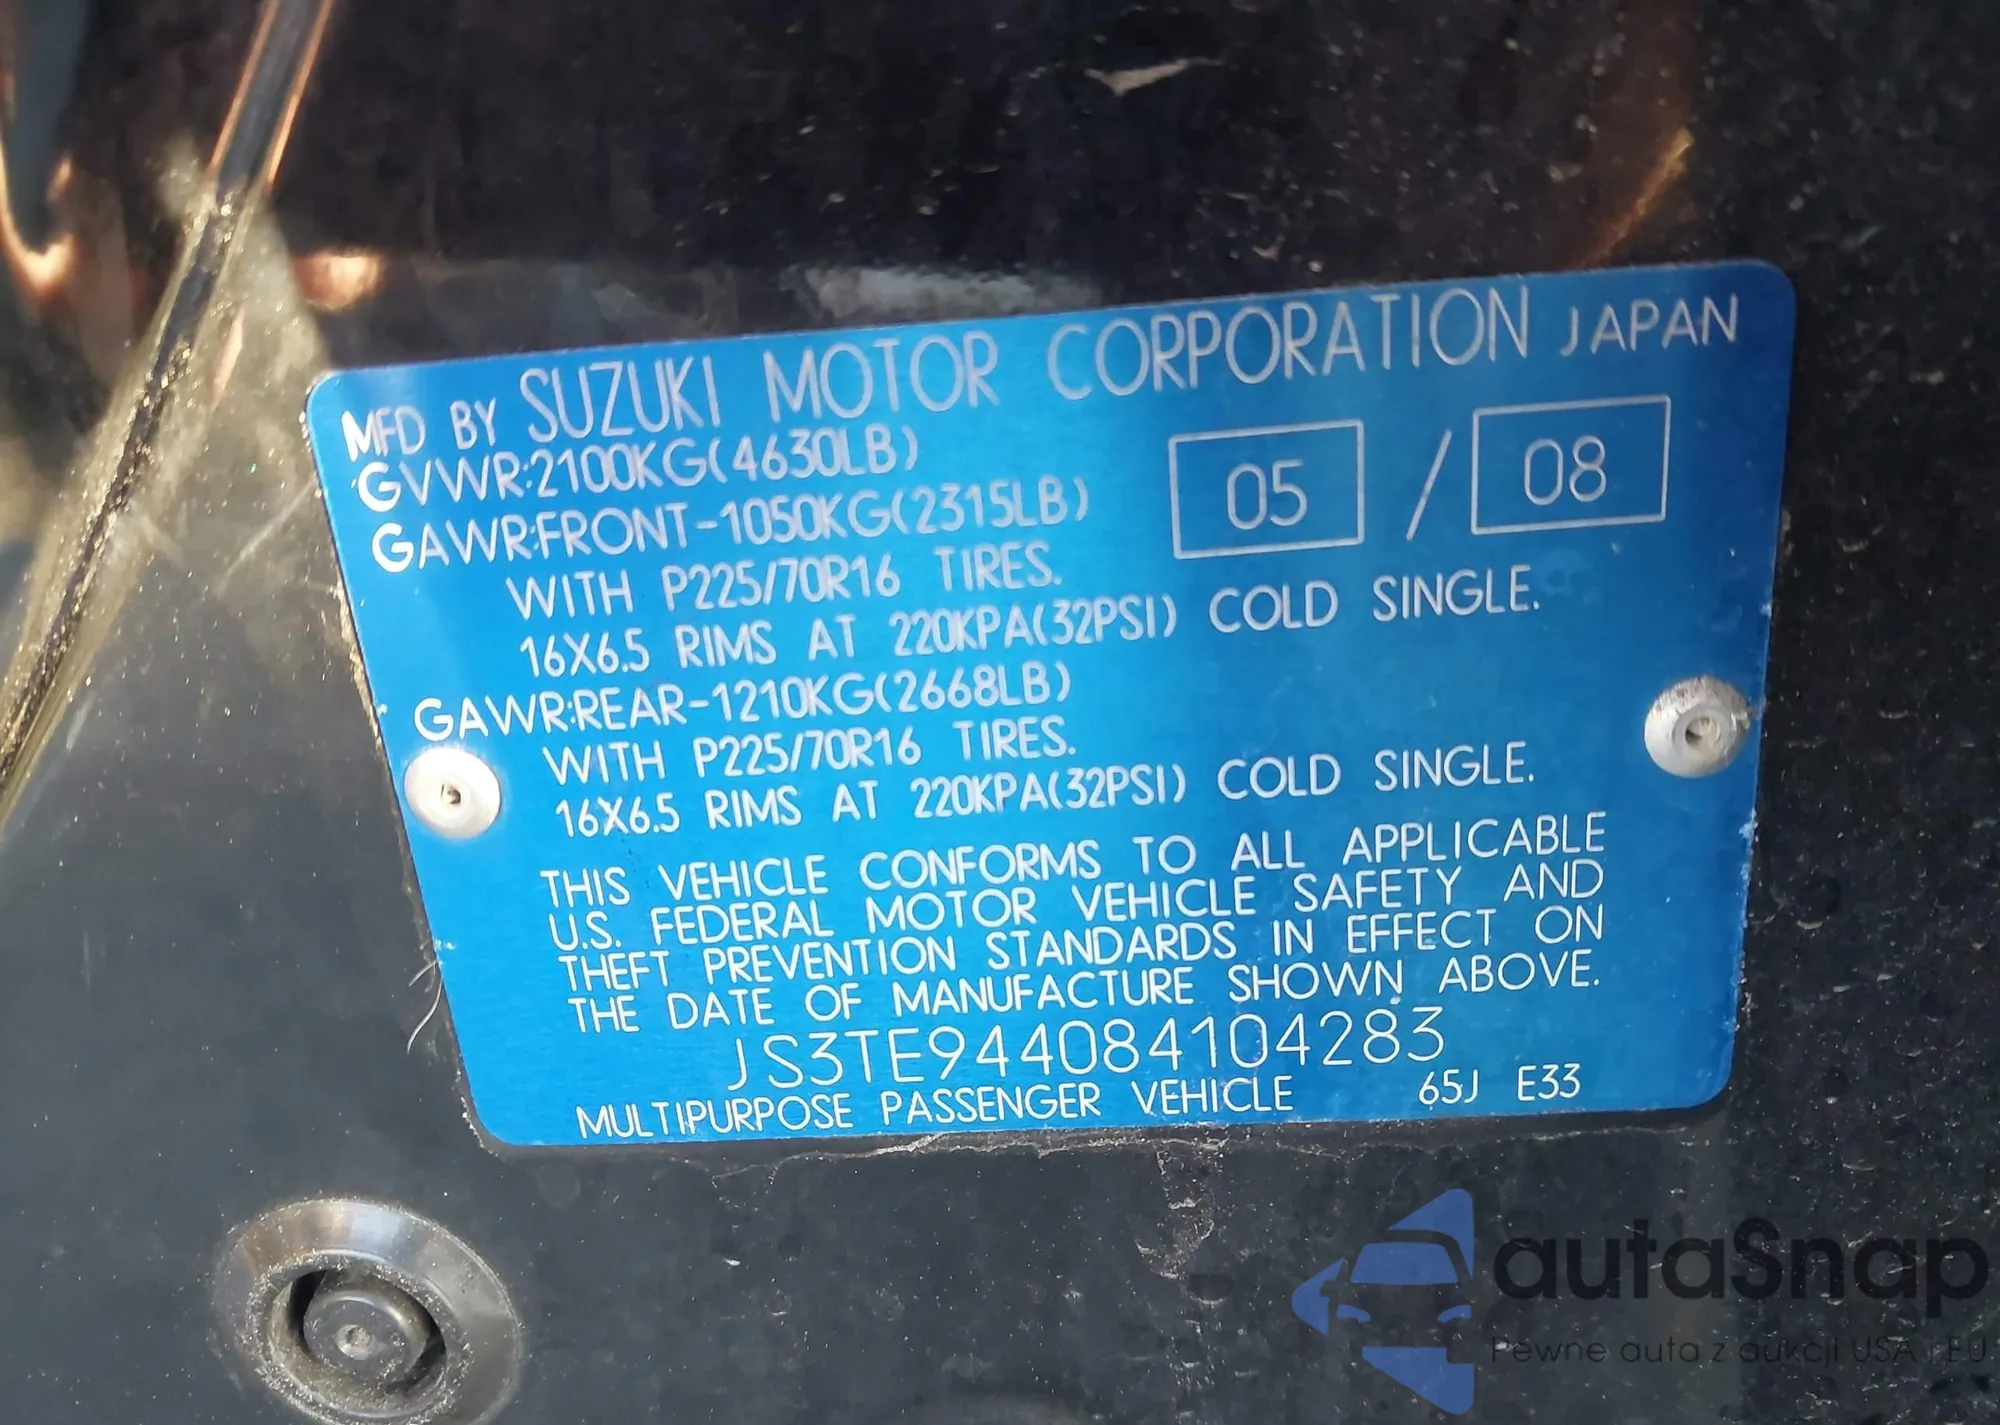 MFD BY SUZUKI MOTOR CORPORATION JAPAN
GVWR:2100KG(4630LB)
05 / 08
GAWR:FRONT-1050KG(2315LB)
WITH P225/70R16 TIRES.
16X6.5 RIMS AT 220KPA(32PSI) COLD SINGLE.
GAWR:REAR-1210KG(2668LB)
WITH P225/70R16 TIRES.
16X6.5 RIMS AT 220KPA(32PSI) COLD SINGLE.
THIS VEHICLE CONFORMS TO ALL APPLICABLE
U.S. FEDERAL MOTOR VEHICLE SAFETY AND
THEFT PREVENTION STANDARDS IN EFFECT ON
THE DATE OF MANUFACTURE SHOWN ABOVE.
JS3TE944084104283
MULTIPURPOSE PASSENGER VEHICLE 65J E33
autaSnap
Pewne auta z aukcji USA i EU